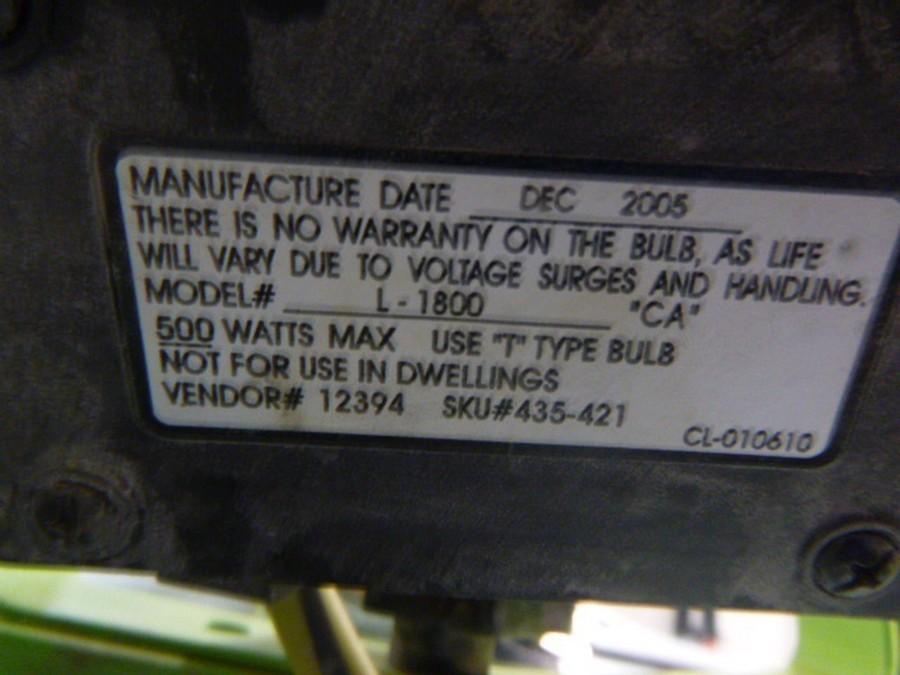 MANUFACTURE DATE DEC 2005
THERE IS NO WARRANTY ON THE BULB, AS LIFE
WILL VARY DUE TO VOLTAGE SURGES AND HANDLING.
MODEL# L - 1800 "CA"
500 WATTS MAX USE "T" TYPE BULB
NOT FOR USE IN DWELLINGS
VENDOR# 12394 SKU#435-421
CL-010610